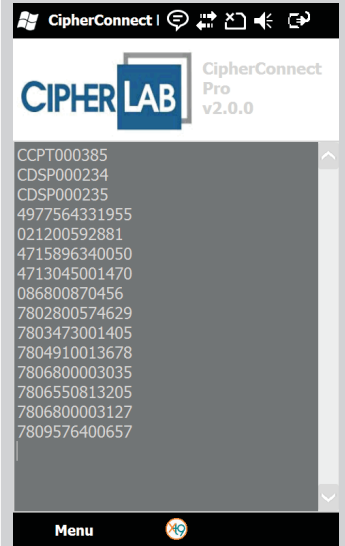 CipherConnect
CIPHERLAB
CipherConnect
Pro
v2.0.0
CCPT000385
CDSP000234
CDSP000235
4977564331955
021200592881
4715896340050
4713045001470
086800870456
7802800574629
7803473001405
7804910013678
7806800003035
7806550813205
7806800003127
7809576400657
Menu